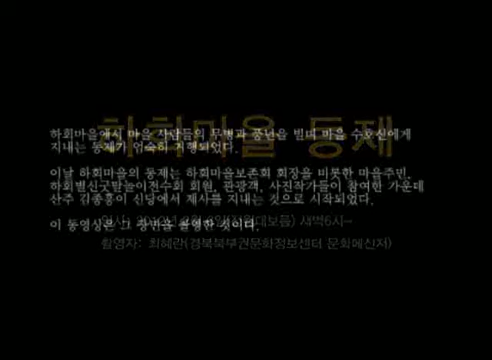 하회마을 동제
하회마을에서 마을 사람들의 무병과 풍년을 빌며 마을 수호신에게
지내는 동제가 엄숙히 거행되었다.
이날 하회마을의 동제는 하회마을보존회 회장을 비롯한 마을주민,
하회별신굿탈놀이전수회 회원, 관광객, 사진작가들이 참여한 가운데
산주 김종흥이 신당에서 제사를 지내는 것으로 시작되었다.
(정월대보름) 새벽6시~
이 동영상은 그 장면을 촬영한 것이다.
촬영자: 최혜란(경북북부권문화정보센터 문화메신저)